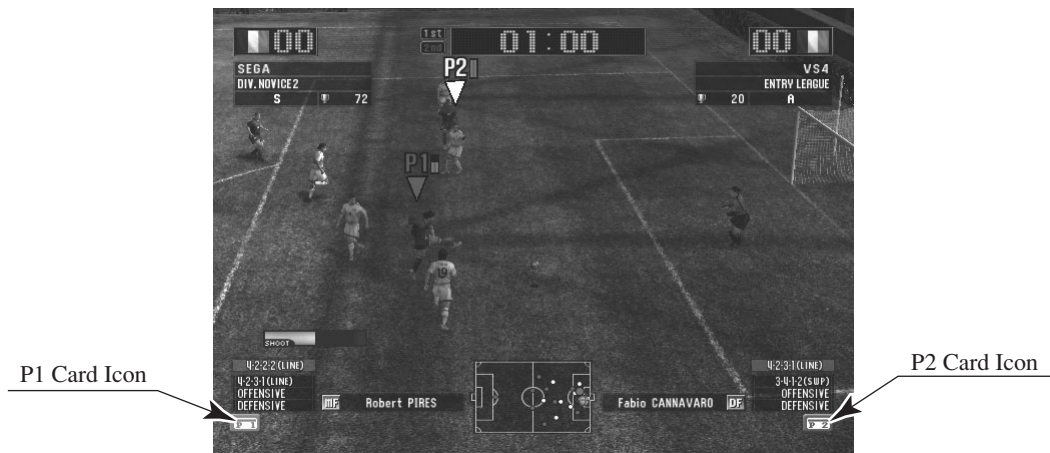 00
1st
2nd
01:00
00
SEGA
DIV. NOVICE2
S 72
VS4
ENTRY LEAGUE
20 A
P2
P1
19
SHOOT
4-2-2-2(LINE)
4-2-3-1(LINE)
OFFENSIVE
DEFENSIVE
P 1
MF Robert PIRES
Fabio CANNAVARO DF
4-2-3-1(LINE)
3-4-1-2(SWP)
OFFENSIVE
DEFENSIVE
P 2
P1 Card Icon
P2 Card Icon